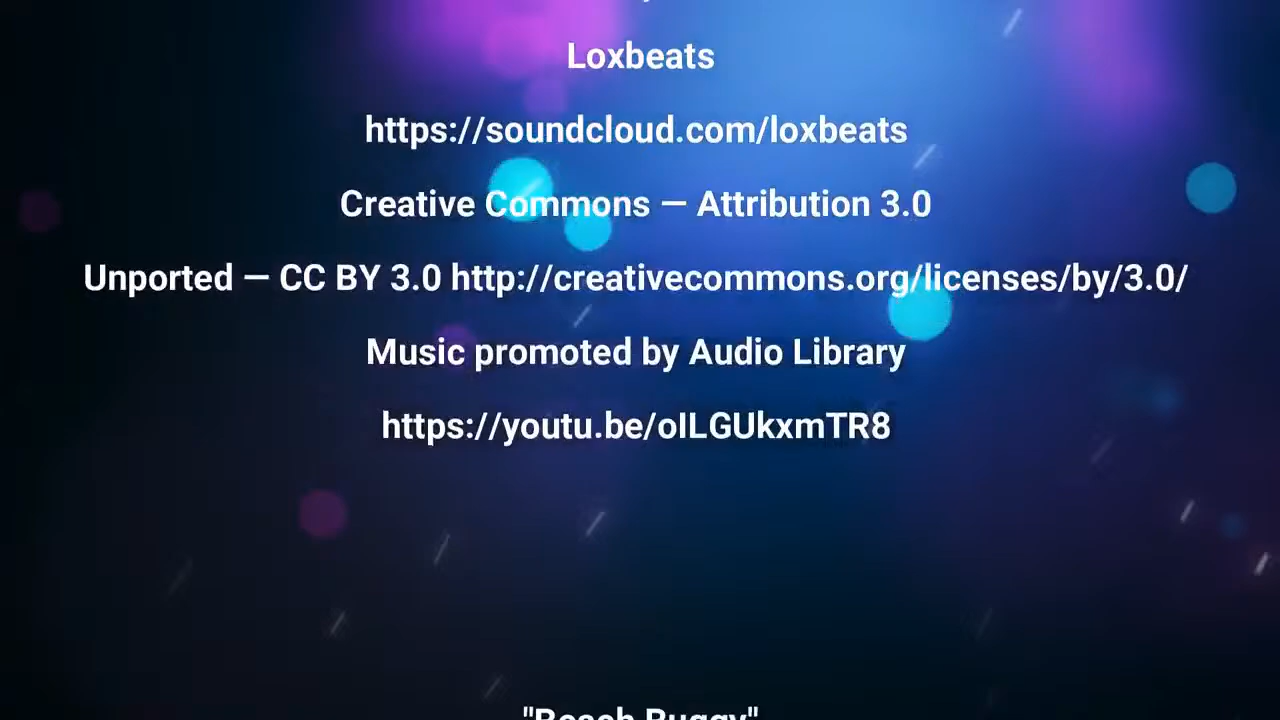 Loxbeats
https://soundcloud.com/loxbeats
Creative Commons — Attribution 3.0
Unported — CC BY 3.0 http://creativecommons.org/licenses/by/3.0/
Music promoted by Audio Library
https://youtu.be/oILGUkxmTR8